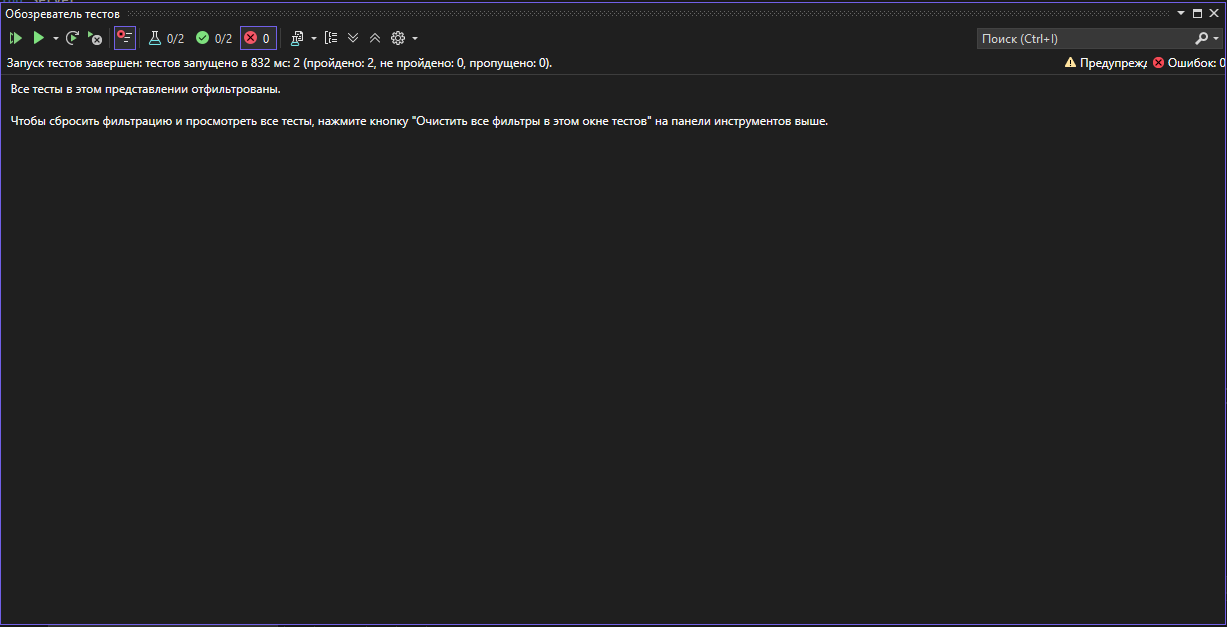 Обозреватель тестов
0/2 0/2 0
Поиск (Ctrl+I)
Запуск тестов завершен: тестов запущено в 832 мс: 2 (пройдено: 2, не пройдено: 0, пропущено: 0).
Предупрежд
Ошибок: 0
Все тесты в этом представлении отфильтрованы.
Чтобы сбросить фильтрацию и просмотреть все тесты, нажмите кнопку "Очистить все фильтры в этом окне тестов" на панели инструментов выше.